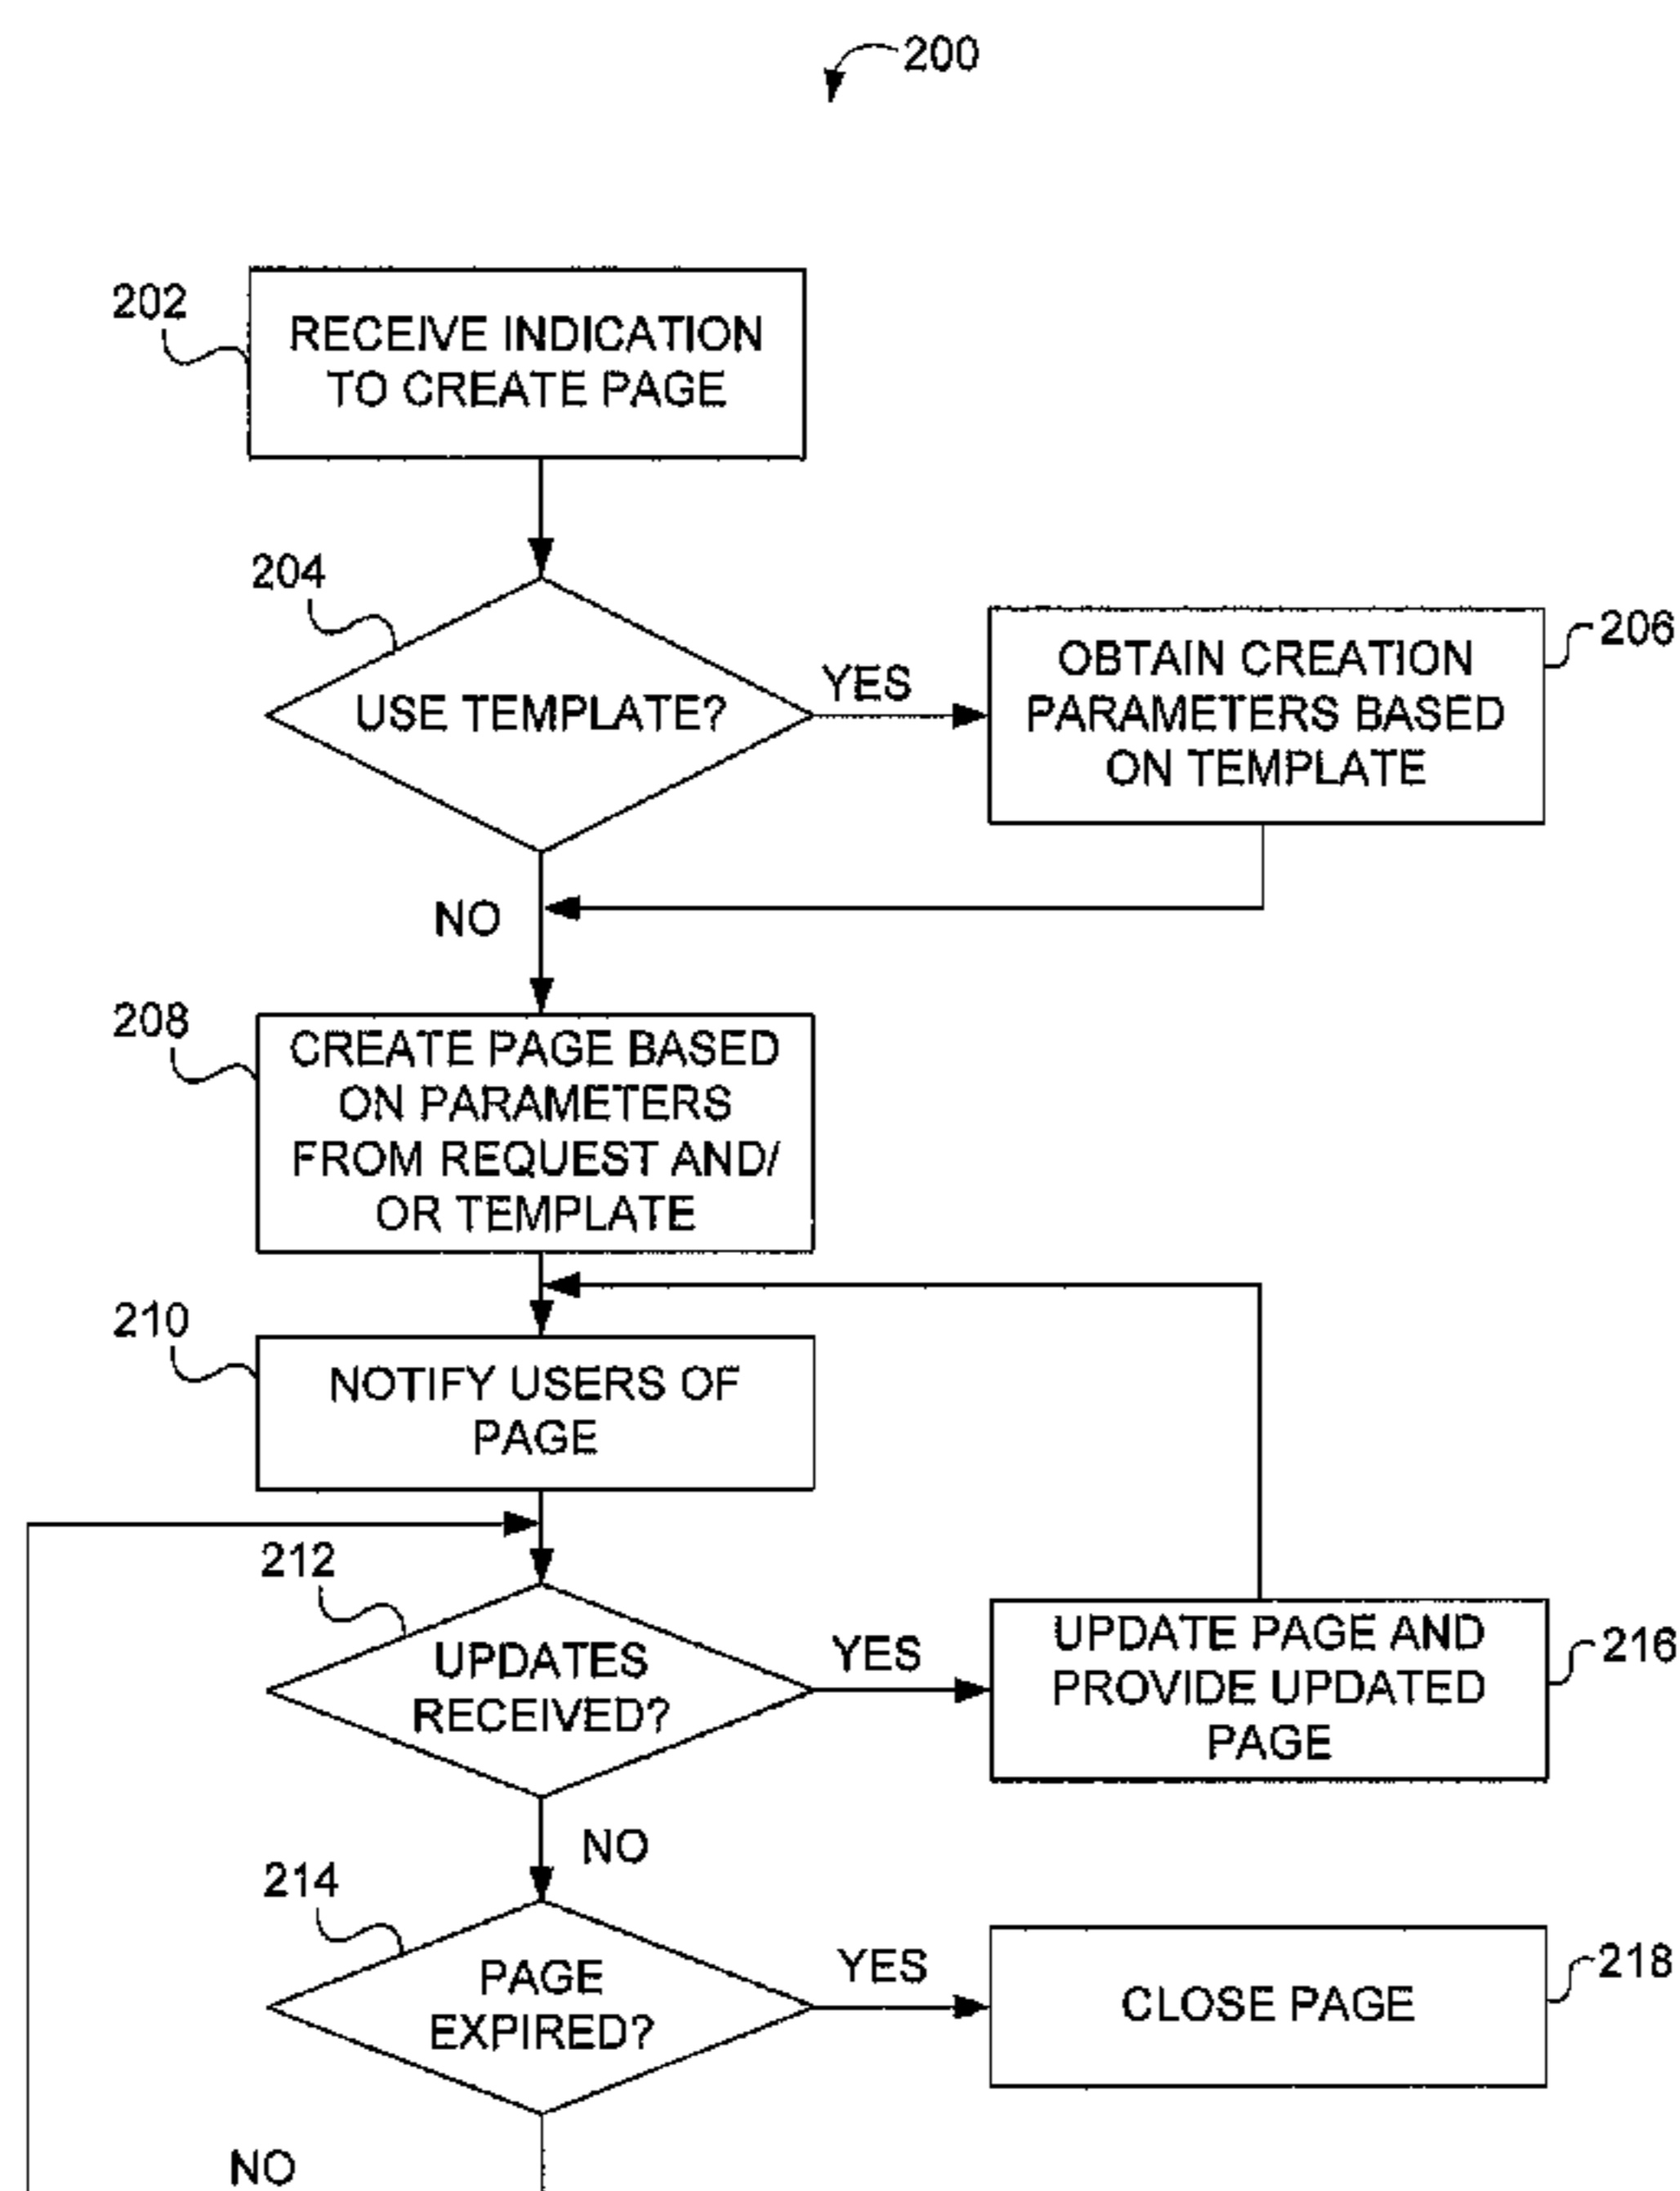 200
202
RECEIVE INDICATION
TO CREATE PAGE
204
USE TEMPLATE?
YES
206
OBTAIN CREATION
PARAMETERS BASED
ON TEMPLATE
NO
208
CREATE PAGE BASED
ON PARAMETERS
FROM REQUEST AND/
OR TEMPLATE
210
NOTIFY USERS OF
PAGE
212
UPDATES
RECEIVED?
YES
216
UPDATE PAGE AND
PROVIDE UPDATED
PAGE
NO
214
PAGE
EXPIRED?
YES
218
CLOSE PAGE
NO